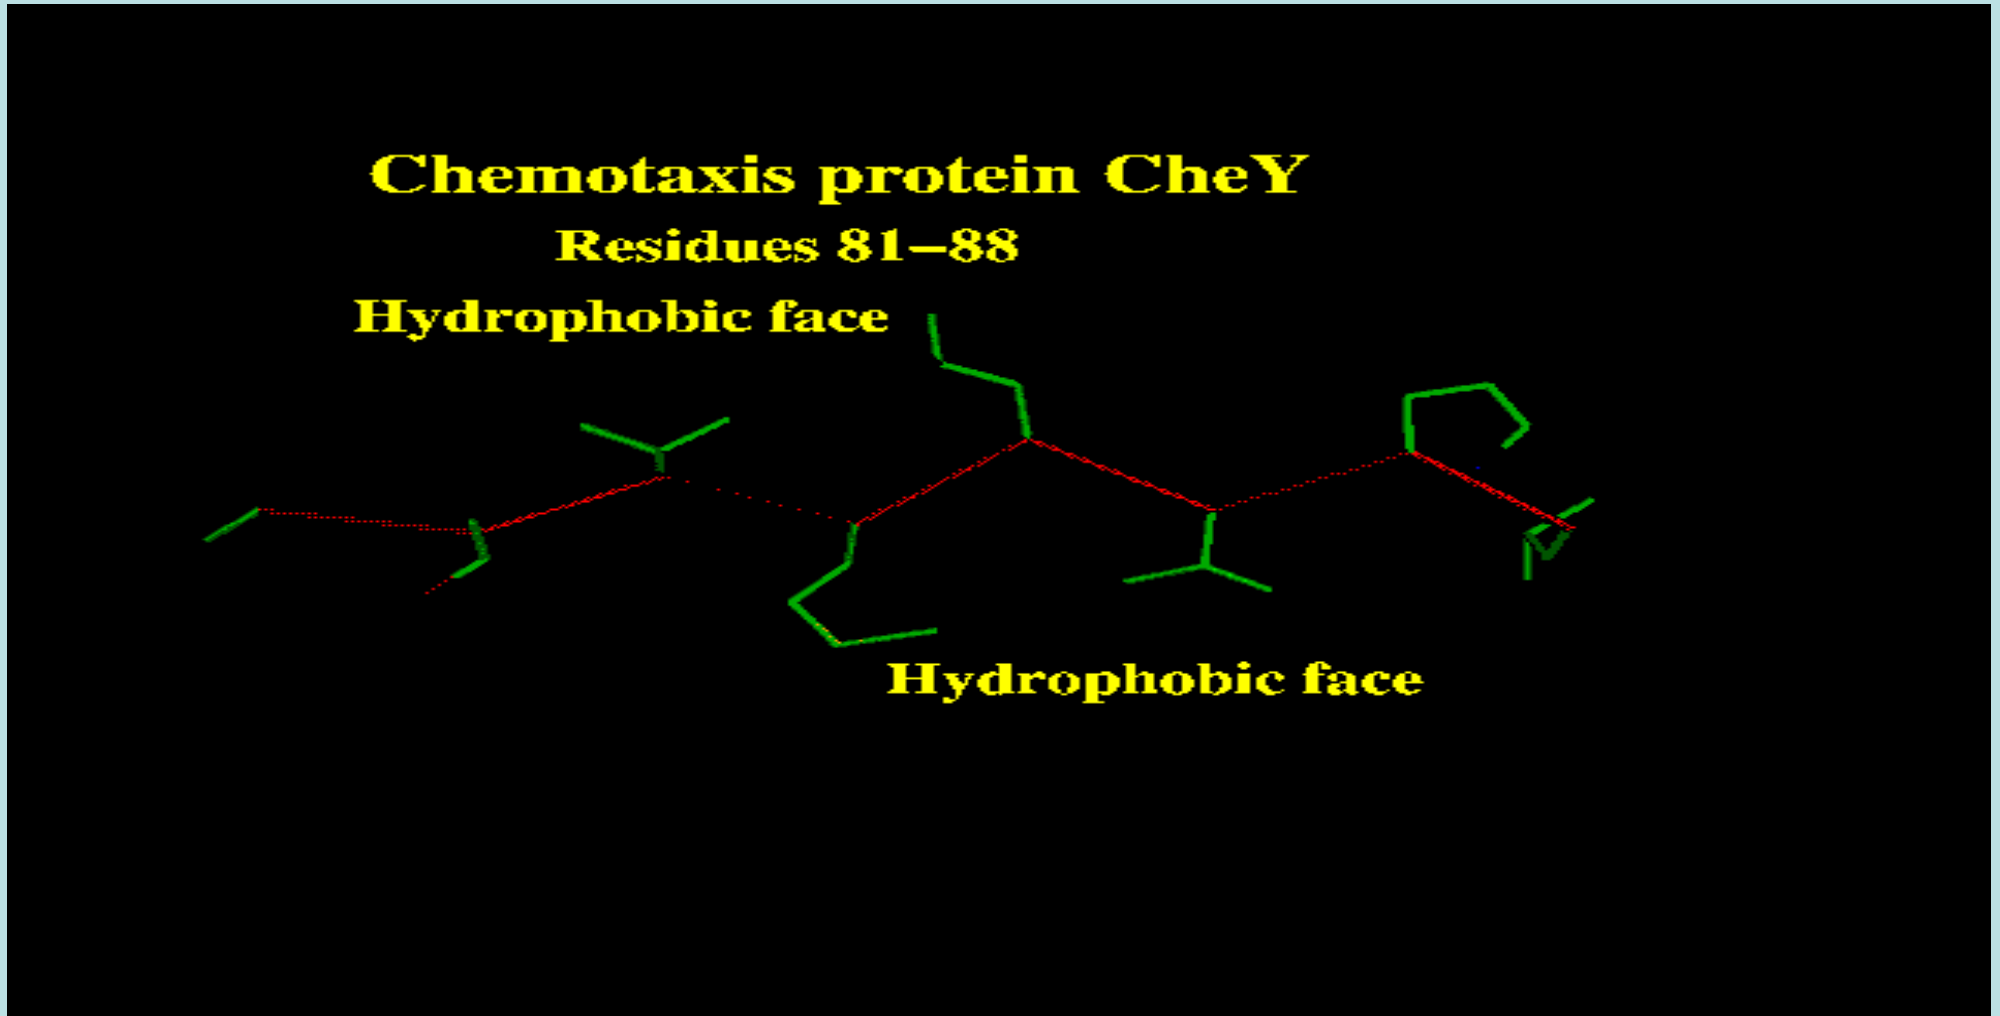 Chemotaxis protein CheY
Residues 81–88
Hydrophobic face
Hydrophobic face